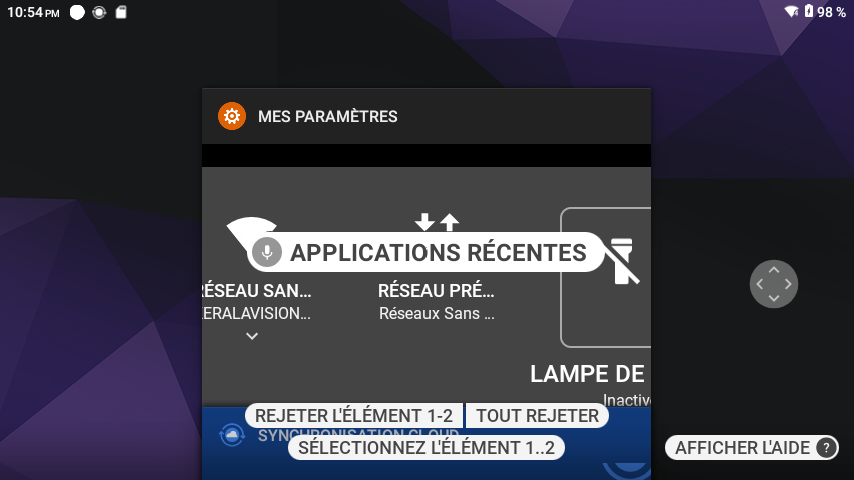 10:54 PM
98 %
MES PARAMÈTRES
APPLICATIONS RÉCENTES
RÉSEAU SAN...
RÉSEAU PRÉ...
ERALAVISION...
Réseaux Sans ...
LAMPE DE
Inactive
REJETER L'ÉLÉMENT 1-2
TOUT REJETER
SYNCHRONISATION CLOUD
SÉLECTIONNEZ L'ÉLÉMENT 1..2
AFFICHER L'AIDE ?